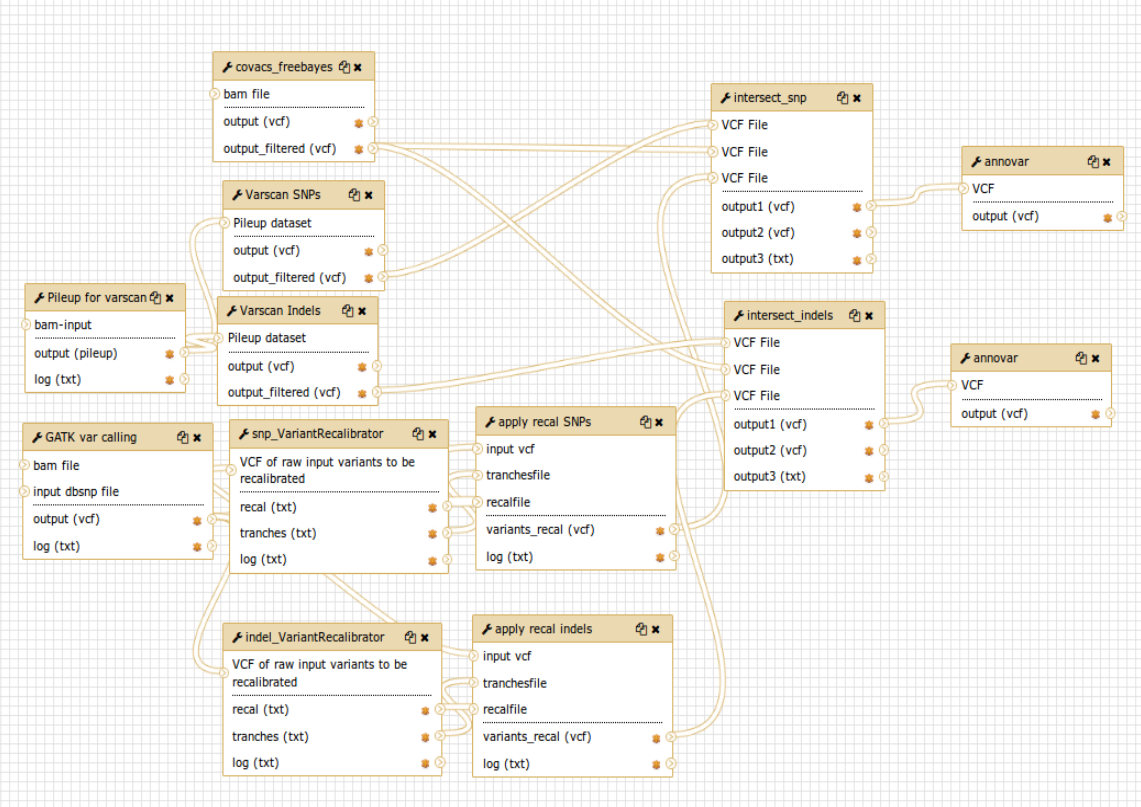 covacs_freebayes
bam file
output (vcf)
output_filtered (vcf)
Varscan SNPs
Pileup dataset
output (vcf)
output_filtered (vcf)
Pileup for varscan
bam-input
output (pileup)
log (txt)
Varscan Indels
Pileup dataset
output (vcf)
output_filtered (vcf)
GATK var calling
bam file
input dbsnp file
output (vcf)
log (txt)
snp_VariantRecalibrator
VCF of raw input variants to be
recalibrated
recal (txt)
tranches (txt)
log (txt)
apply recal SNPs
input vcf
tranchesfile
recalfile
variants_recal (vcf)
log (txt)
indel_VariantRecalibrator
VCF of raw input variants to be
recalibrated
recal (txt)
tranches (txt)
log (txt)
apply recal indels
input vcf
tranchesfile
recalfile
variants_recal (vcf)
log (txt)
intersect_snp
VCF File
VCF File
VCF File
output1 (vcf)
output2 (vcf)
output3 (txt)
annovar
VCF
output (vcf)
intersect_indels
VCF File
VCF File
VCF File
output1 (vcf)
output2 (vcf)
output3 (txt)
annovar
VCF
output (vcf)